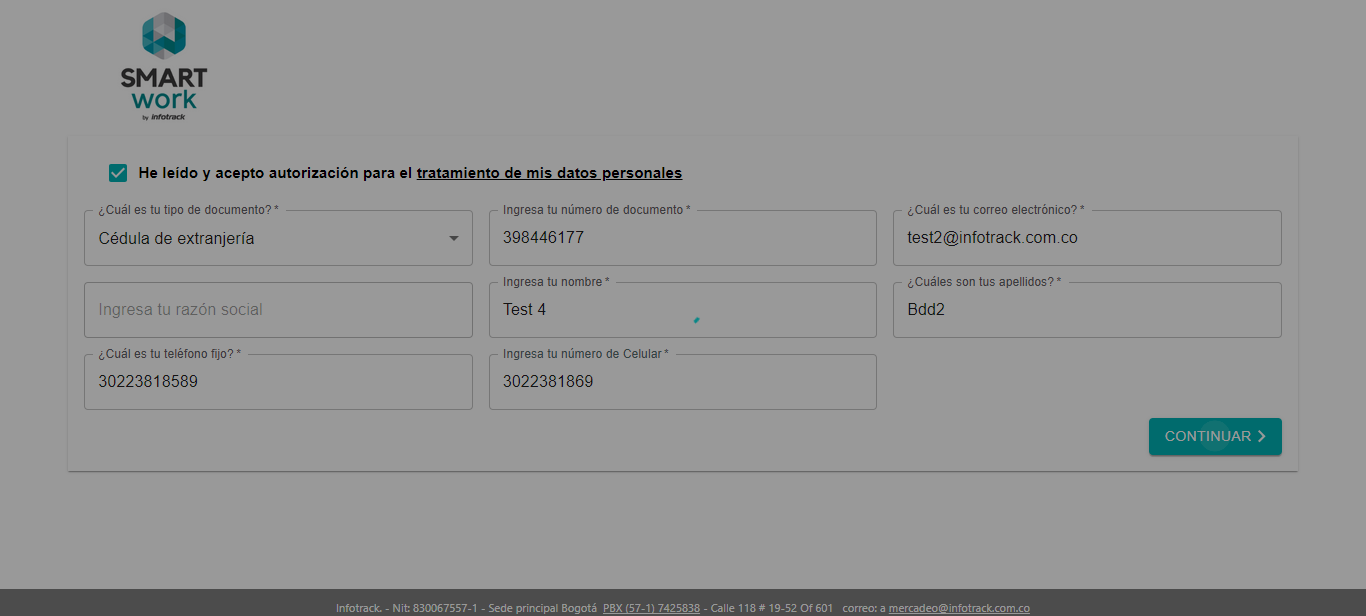 SMART
work
by infotrack
He leído y acepto autorización para el tratamiento de mis datos personales
¿Cuál es tu tipo de documento? *
Cédula de extranjería
Ingresa tu número de documento *
398446177
¿Cuál es tu correo electrónico? *
test2@infotrack.com.co
Ingresa tu razón social
Ingresa tu nombre *
Test 4
¿Cuáles son tus apellidos? *
Bdd2
¿Cuál es tu teléfono fijo? *
30223818589
Ingresa tu número de Celular *
3022381869
CONTINUAR
Infotrack. - Nit: 830067557-1 - Sede principal Bogotá PBX (57-1) 7425838 - Calle 118 # 19-52 Of 601 correo: a mercadeo@infotrack.com.co